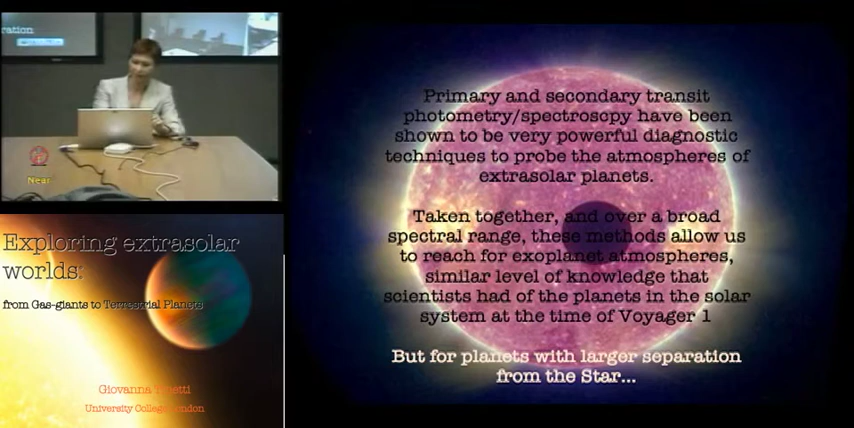 ration
Near
Exploring extrasolar
worlds:
from Gas-giants to Terrestrial Planets
Giovanna Tinetti
University College London
Primary and secondary transit
photometry/spectroscpy have been
shown to be very powerful diagnostic
techniques to probe the atmospheres of
extrasolar planets.
Taken together, and over a broad
spectral range, these methods allow us
to reach for exoplanet atmospheres,
similar level of knowledge that
scientists had of the planets in the solar
system at the time of Voyager 1
But for planets with larger separation
from the Star...